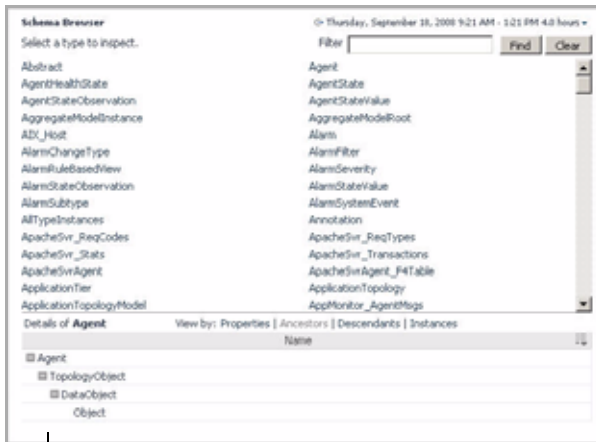 Schema Browser Thursday, September 18, 2008 9:21 AM - 1:21 PM 4.0 hours
Select a type to inspect. Filter Find Clear
Abstract Agent
AgentHealthState AgentState
AgentStateObservation AgentStateValue
AggregateModelInstance AggregateModelRoot
AIX_Host Alarm
AlarmChangeType AlarmFilter
AlarmRuleBasedView AlarmSeverity
AlarmStateObservation AlarmStateValue
AlarmSubtype AlarmSystemEvent
AllTypeInstances Annotation
ApacheSvr_ReqCodes ApacheSvr_ReqTypes
ApacheSvr_Stats ApacheSvr_Transactions
ApacheSvrAgent ApacheSvrAgent_F4Table
ApplicationTier ApplicationTopology
ApplicationTopologyModel AppMonitor_AgentMsgs
Details of Agent View by: Properties | Ancestors | Descendants | Instances
Name
Agent
TopologyObject
DataObject
Object